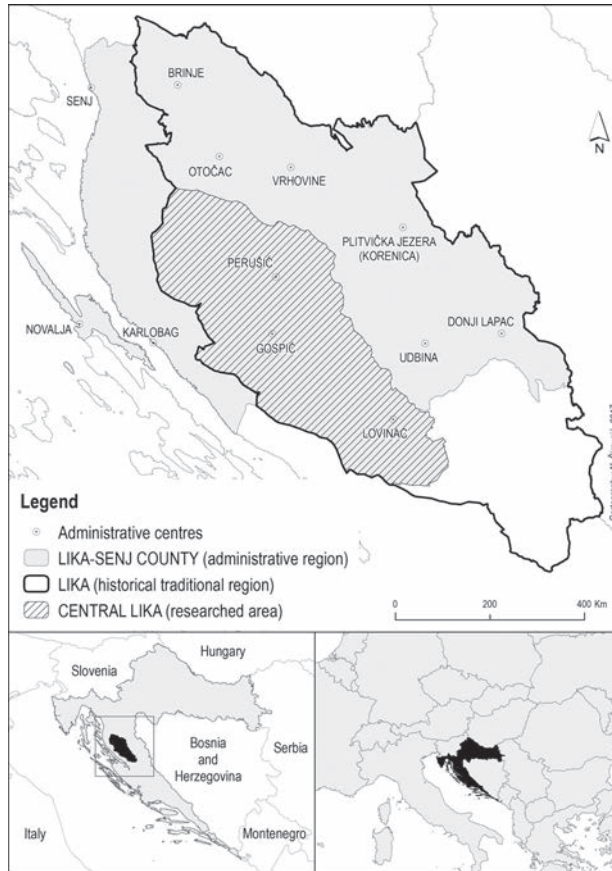 BRINJE
SENJ
N
OTOČAC
VRHOVINE
PLITVIČKA JEZERA
(KORENICA)
PERUŠIĆ
NOVALJA
KARLOBAG
GOSPIĆ
DONJI LAPAC
UDBINA
LOVINAC
Legend
Administrative centres
LIKA-SENJ COUNTY (administrative region)
LIKA (historical traditional region)
CENTRAL LIKA (researched area)
0 200 400 Km
Hungary
Slovenia
Bosnia
and
Herzegovina
Serbia
Italy
Montenegro